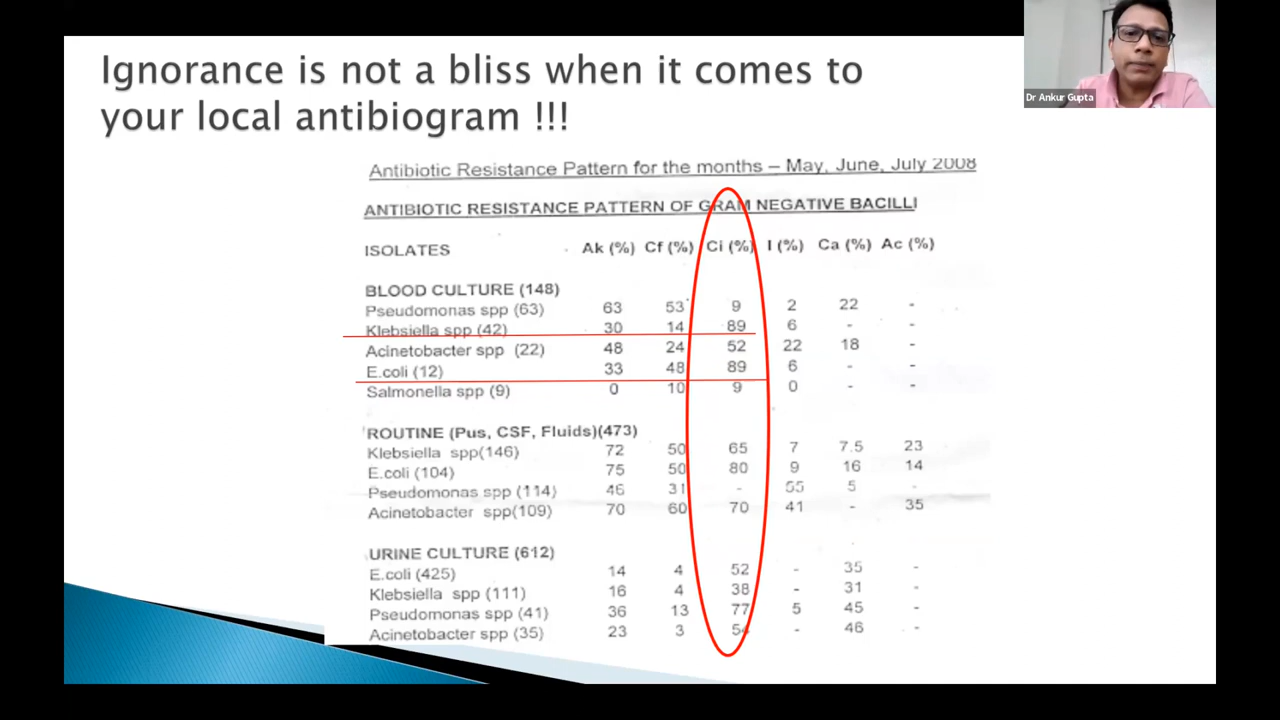 Ignorance is not a bliss when it comes to
your local antibiogram !!!
Dr Ankur Gupta
Antibiotic Resistance Pattern for the months – May, June, July 2008
ANTIBIOTIC RESISTANCE PATTERN OF GRAM NEGATIVE BACILLI
ISOLATES Ak (%) Cf (%) Ci (%) I (%) Ca (%) Ac (%)
BLOOD CULTURE (148)
Pseudomonas spp (63) 63 53 9 2 22 -
Klebsiella spp (42) 30 14 89 6 - -
Acinetobacter spp (22) 48 24 52 22 18 -
E.coli (12) 33 48 89 6 - -
Salmonella spp (9) 0 10 9 0 - -
ROUTINE (Pus, CSF, Fluids)(473)
Klebsiella spp(146) 72 50 65 7 7.5 23
E.coli (104) 75 50 80 9 16 14
Pseudomonas spp (114) 46 31 - 55 5 -
Acinetobacter spp(109) 70 60 70 41 - 35
URINE CULTURE (612)
E.coli (425) 14 4 52 - 35 -
Klebsiella spp (111) 16 4 38 - 31 -
Pseudomonas spp (41) 36 13 77 5 45 -
Acinetobacter spp (35) 23 3 54 - 46 -